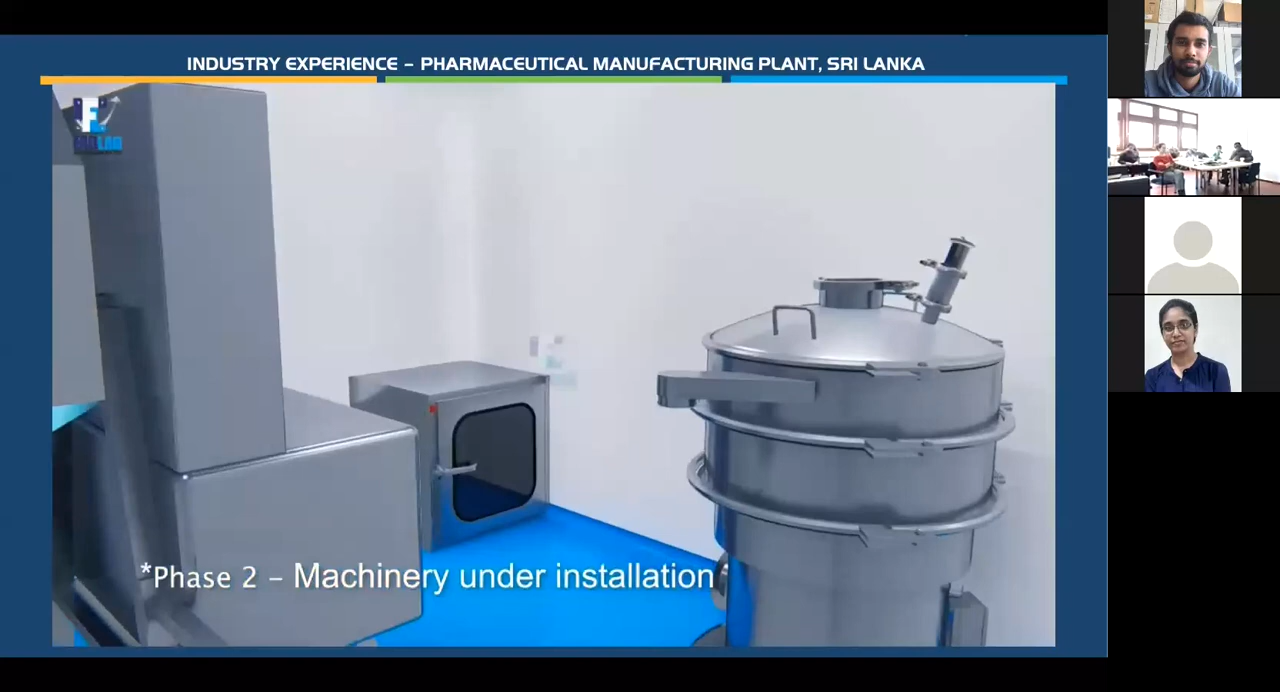 INDUSTRY EXPERIENCE – PHARMACEUTICAL MANUFACTURING PLANT, SRI LANKA
*Phase 2 – Machinery under installation